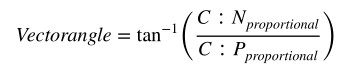 Vectorangle = tan⁻¹(C : N_proportional / C : P_proportional)